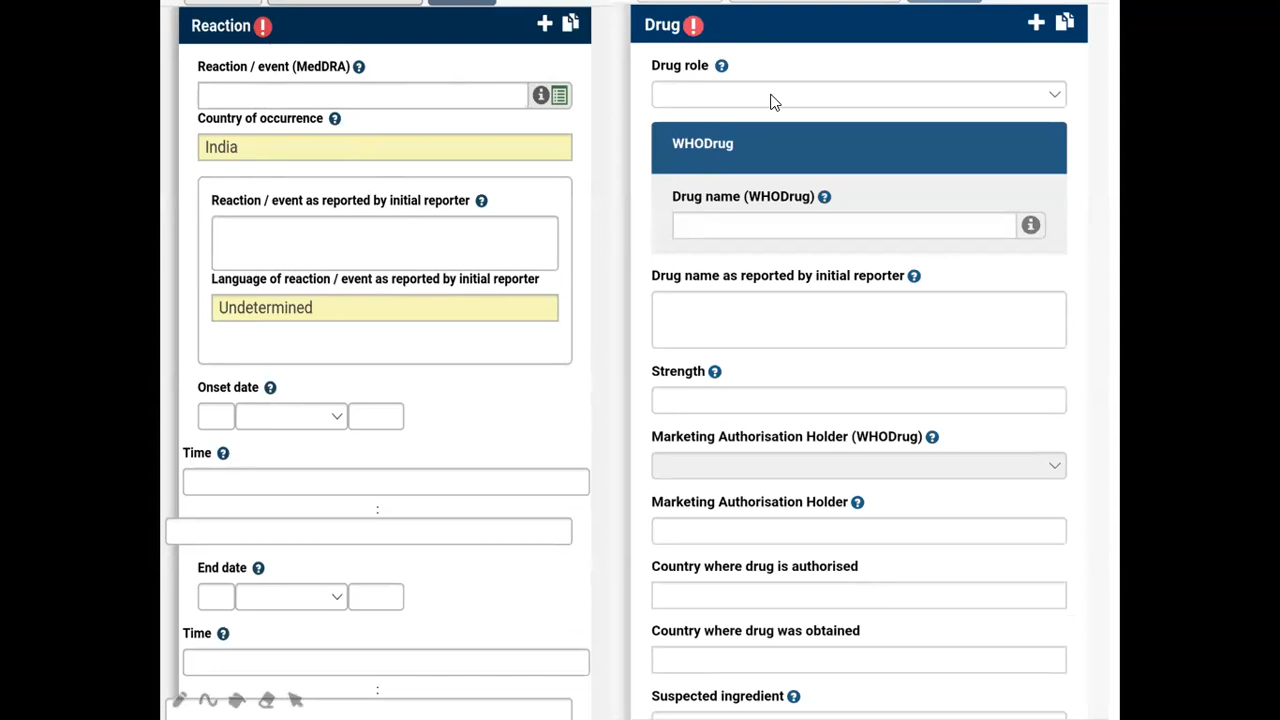 Reaction
Reaction / event (MedDRA)
Country of occurrence
India
Reaction / event as reported by initial reporter
Language of reaction / event as reported by initial reporter
Undetermined
Onset date
Time
:
End date
Time
:
Drug
Drug role
WHODrug
Drug name (WHODrug)
Drug name as reported by initial reporter
Strength
Marketing Authorisation Holder (WHODrug)
Marketing Authorisation Holder
Country where drug is authorised
Country where drug was obtained
Suspected ingredient